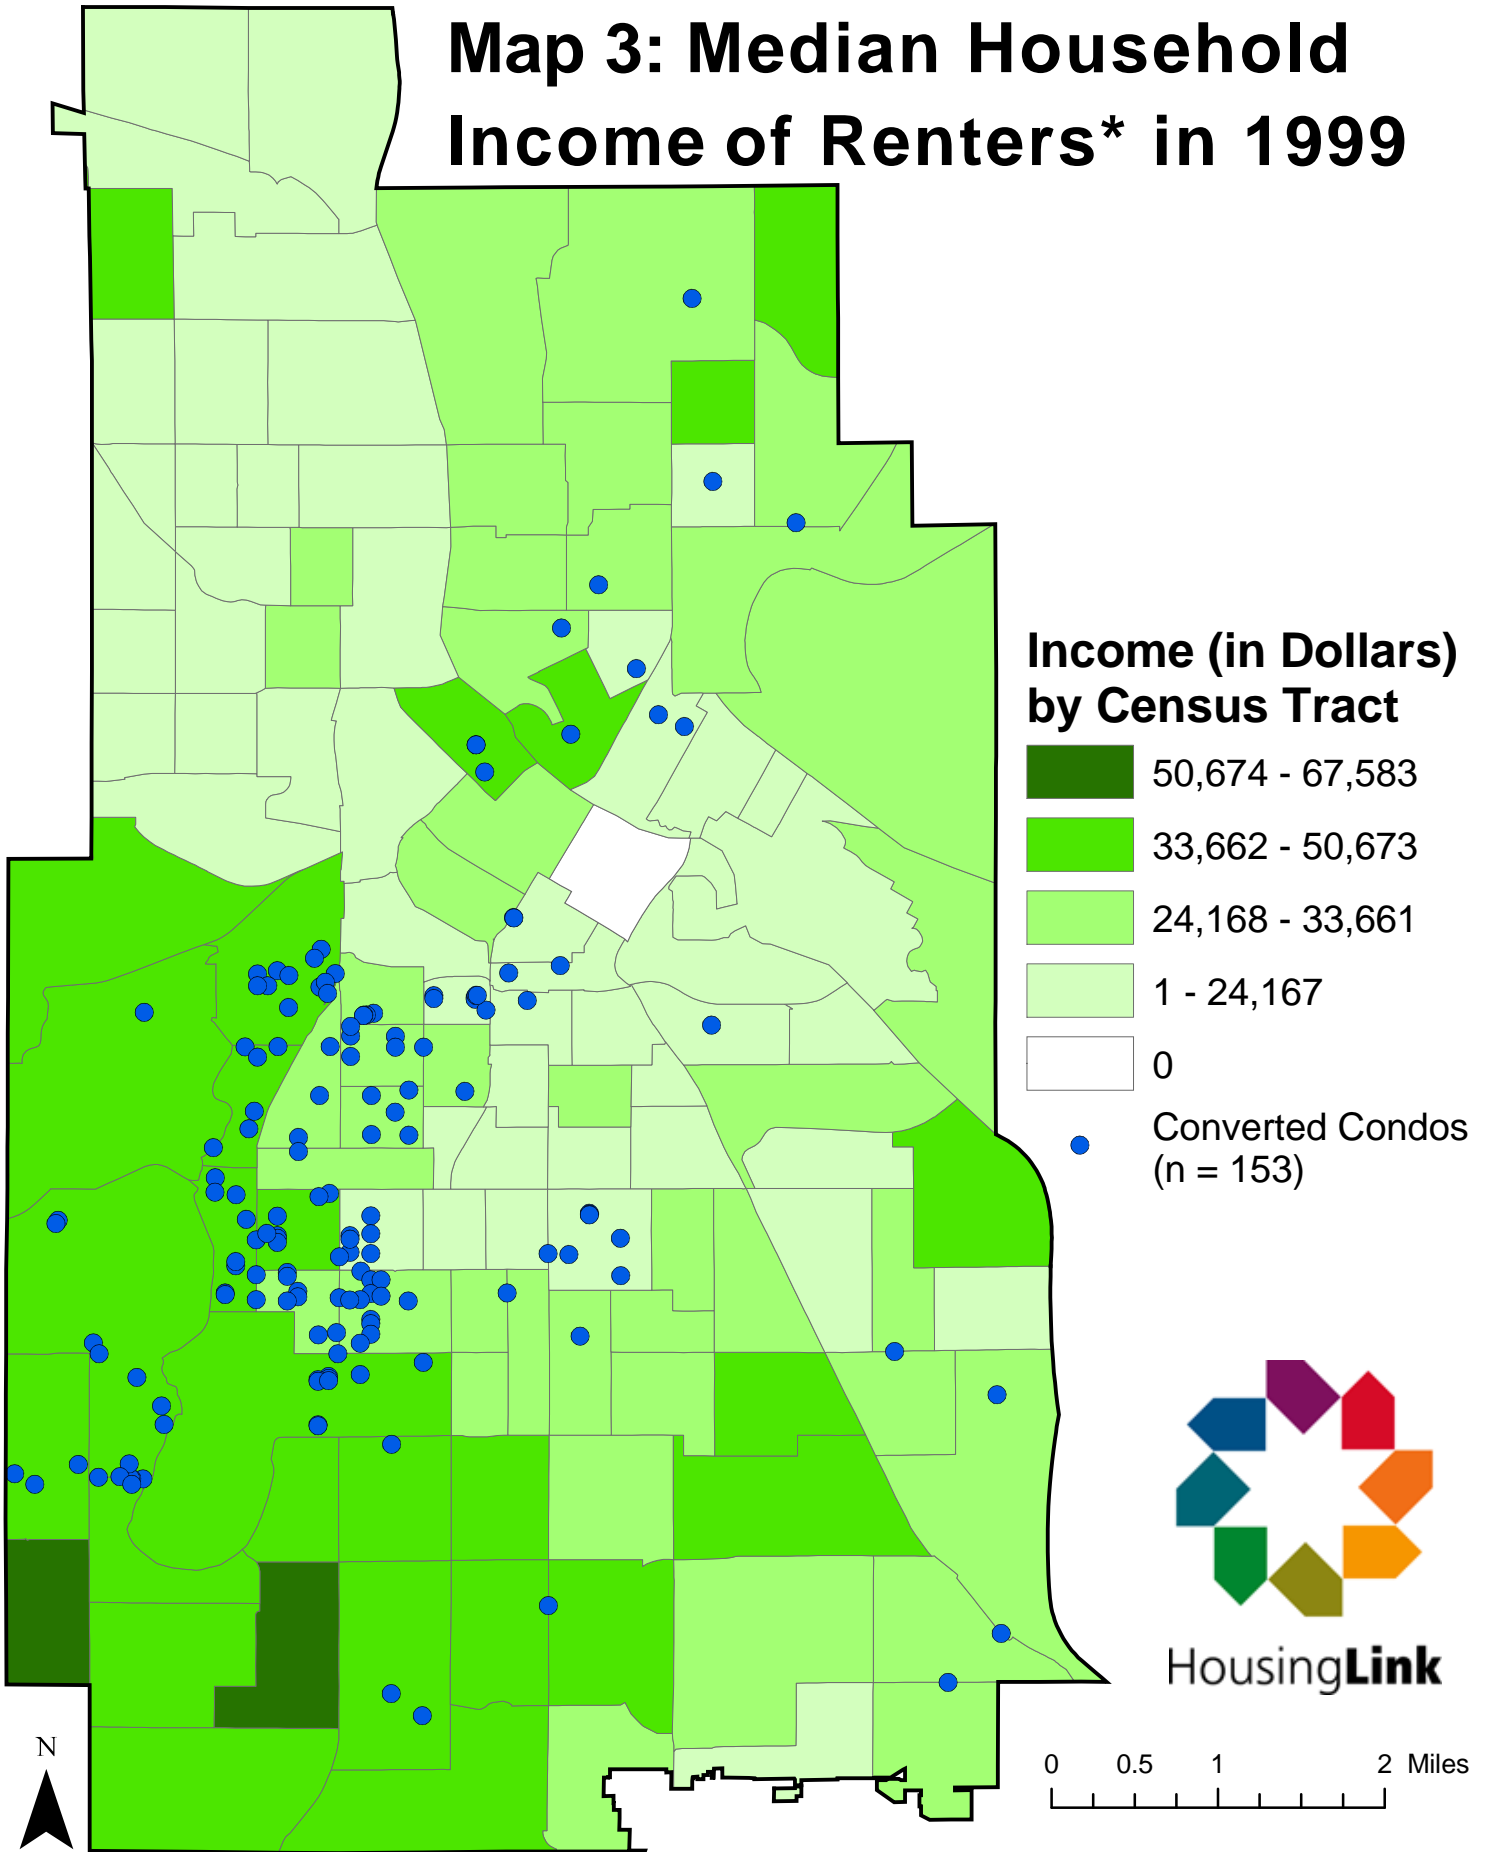 Map 3: Median Household
Income of Renters* in 1999
Income (in Dollars)
by Census Tract
50,674 - 67,583
33,662 - 50,673
24,168 - 33,661
1 - 24,167
0
Converted Condos
(n = 153)
HousingLink
N
0 0.5 1 2 Miles